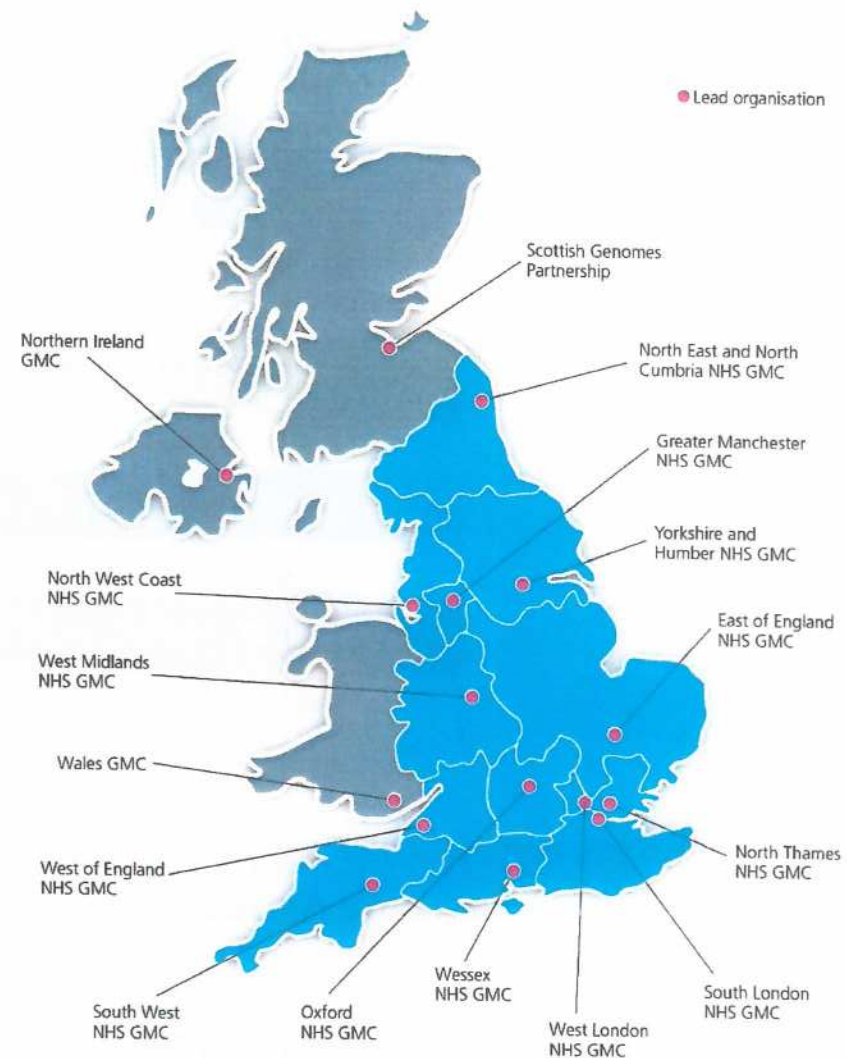 Lead organisation
Scottish Genomes
Partnership
Northern Ireland
GMC
North East and North
Cumbria NHS GMC
Greater Manchester
NHS GMC
Yorkshire and
Humber NHS GMC
North West Coast
NHS GMC
East of England
NHS GMC
West Midlands
NHS GMC
Wales GMC
North Thames
NHS GMC
West of England
NHS GMC
Wessex
NHS GMC
South London
NHS GMC
South West
NHS GMC
Oxford
NHS GMC
West London
NHS GMC